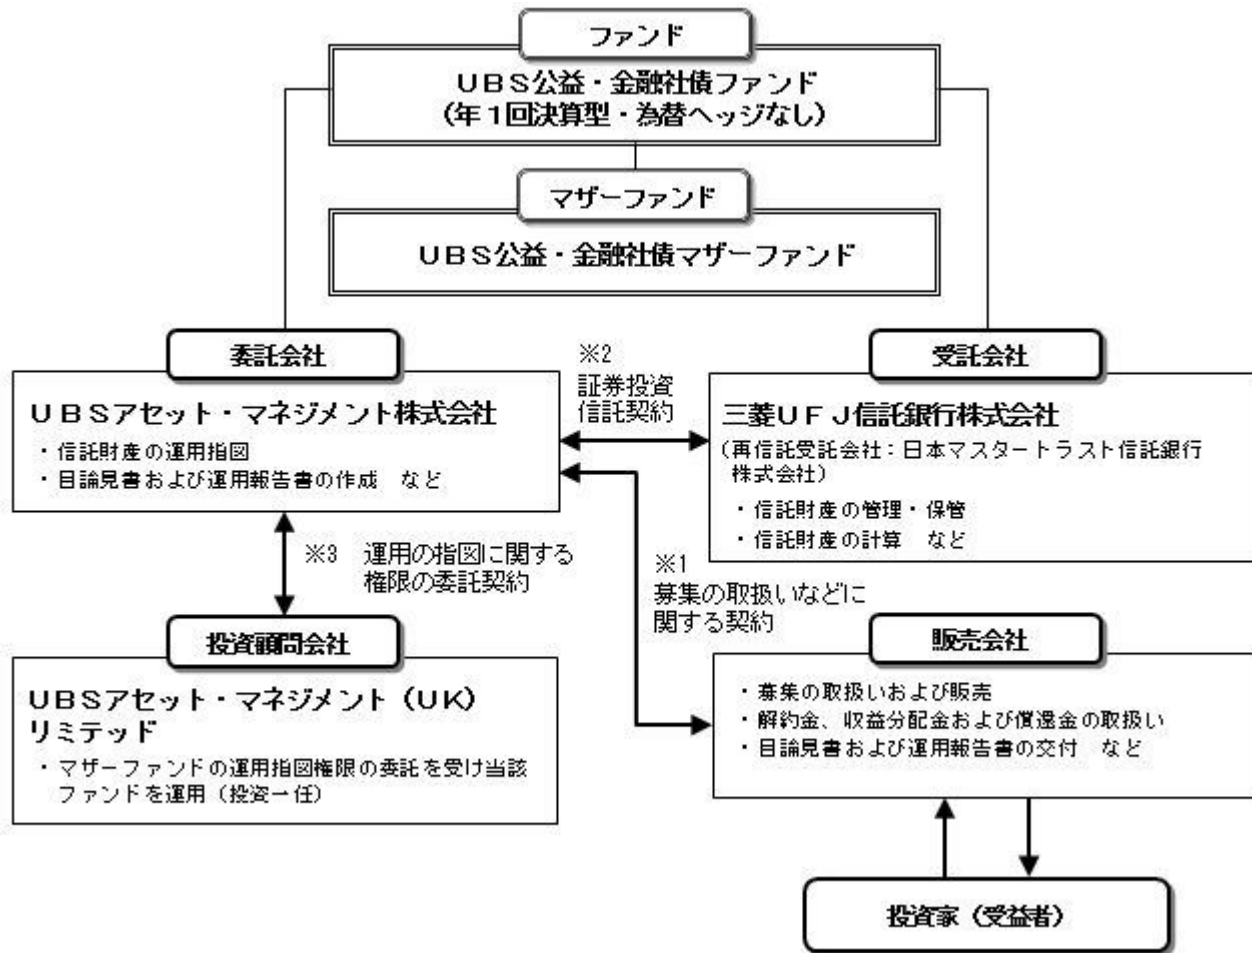 ファンド
UBS公益・金融社債ファンド
(年1回決算型・為替ヘッジなし)
マザーファンド
UBS公益・金融社債マザーファンド
委託会社
UBSアセット・マネジメント株式会社
・信託財産の運用指図
・目論見書および運用報告書の作成 など
※2
証券投資
信託契約
受託会社
三菱UFJ信託銀行株式会社
(再信託受託会社:日本マスタートラスト信託銀行
株式会社)
・信託財産の管理・保管
・信託財産の計算 など
※3 運用の指図に関する
権限の委託契約
※1
募集の取扱いなどに
関する契約
投資顧問会社
UBSアセット・マネジメント(UK)
リミテッド
・マザーファンドの運用指図権限の委託を受け当該
ファンドを運用(投資一任)
販売会社
・募集の取扱いおよび販売
・解約金、収益分配金および償還金の取扱い
・目論見書および運用報告書の交付 など
投資家(受益者)